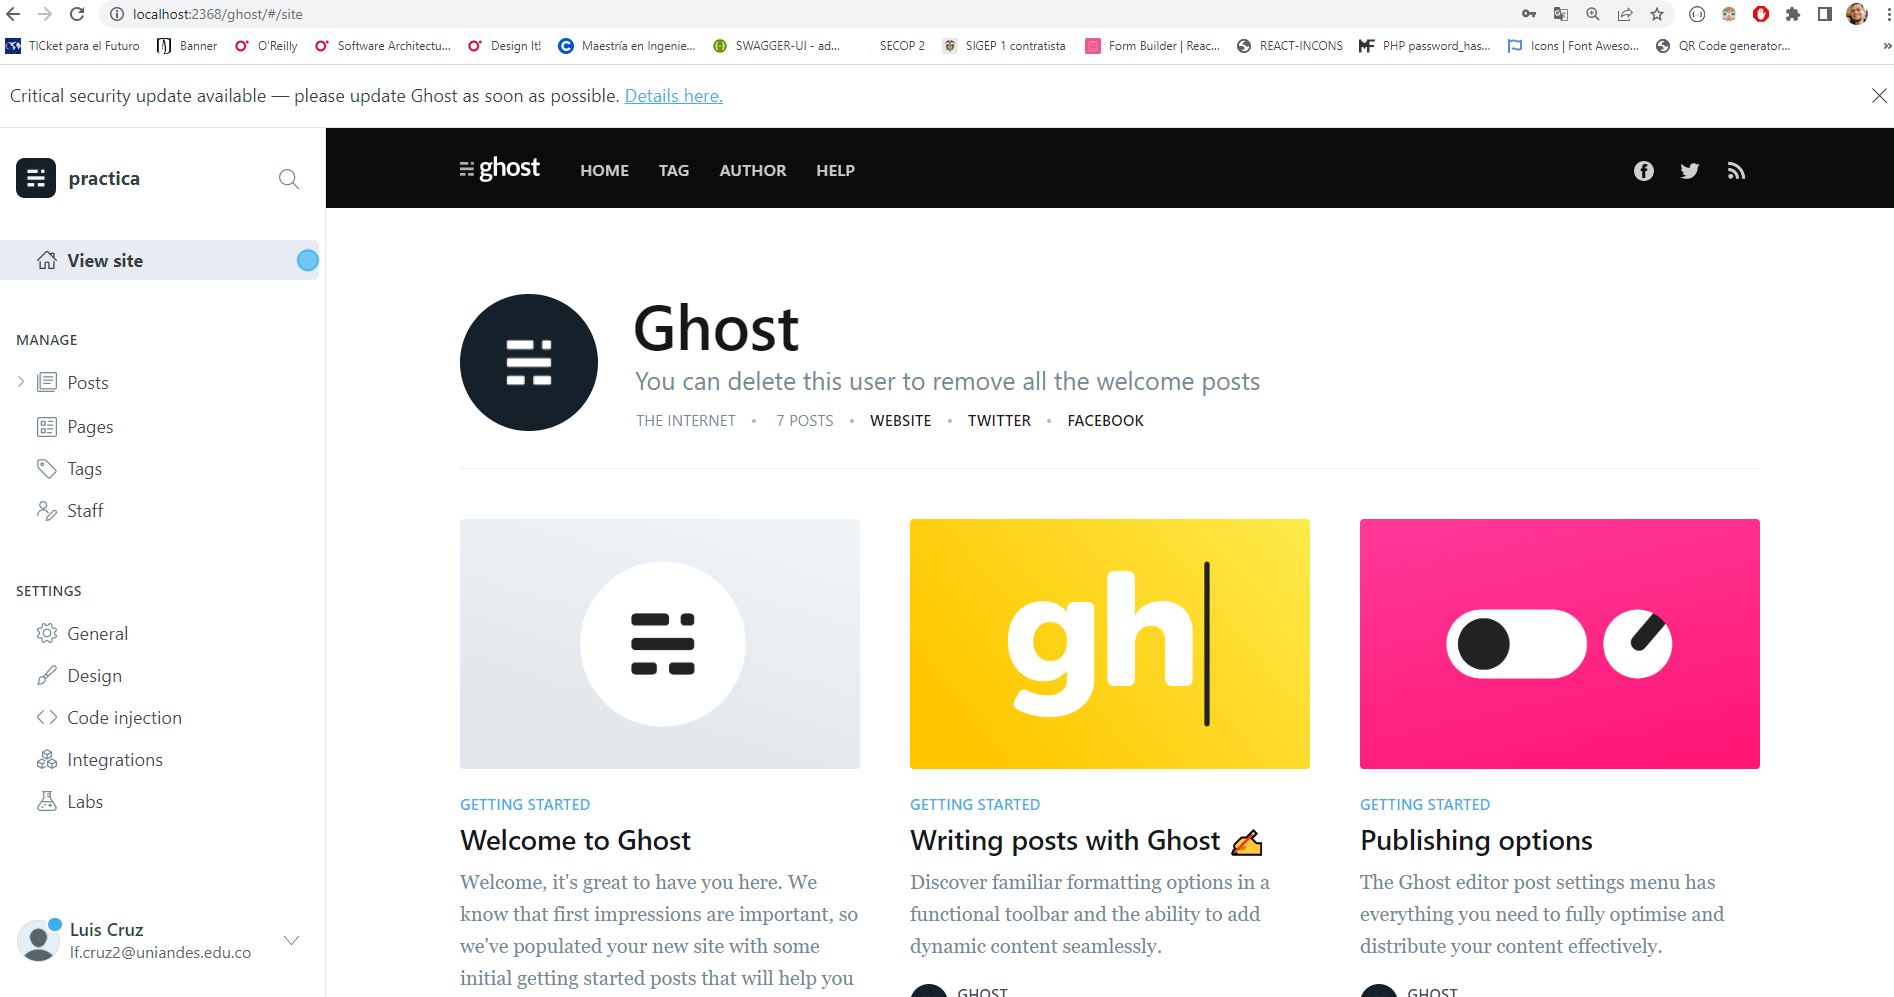 localhost:2368/ghost/#/site
TICket para el Futuro Banner O'Reilly Software Architectu... Design It! Maestría en Ingenie... SWAGGER-UI - ad... SECOP 2 SIGEP 1 contratista Form Builder | Reac... REACT-INCONS PHP password_has... Icons | Font Aweso... QR Code generator... »
Critical security update available — please update Ghost as soon as possible. Details here.
practica
View site
MANAGE
Posts
Pages
Tags
Staff
SETTINGS
General
Design
Code injection
Integrations
Labs
Luis Cruz
lf.cruz2@uniandes.edu.co
ghost HOME TAG AUTHOR HELP
Ghost
You can delete this user to remove all the welcome posts
THE INTERNET • 7 POSTS • WEBSITE • TWITTER • FACEBOOK
GETTING STARTED
Welcome to Ghost
Welcome, it's great to have you here. We
know that first impressions are important, so
we've populated your new site with some
initial getting started posts that will help you
gh
GETTING STARTED
Writing posts with Ghost ✍
Discover familiar formatting options in a
functional toolbar and the ability to add
dynamic content seamlessly.
GHOST
GETTING STARTED
Publishing options
The Ghost editor post settings menu has
everything you need to fully optimise and
distribute your content effectively.
GHOST